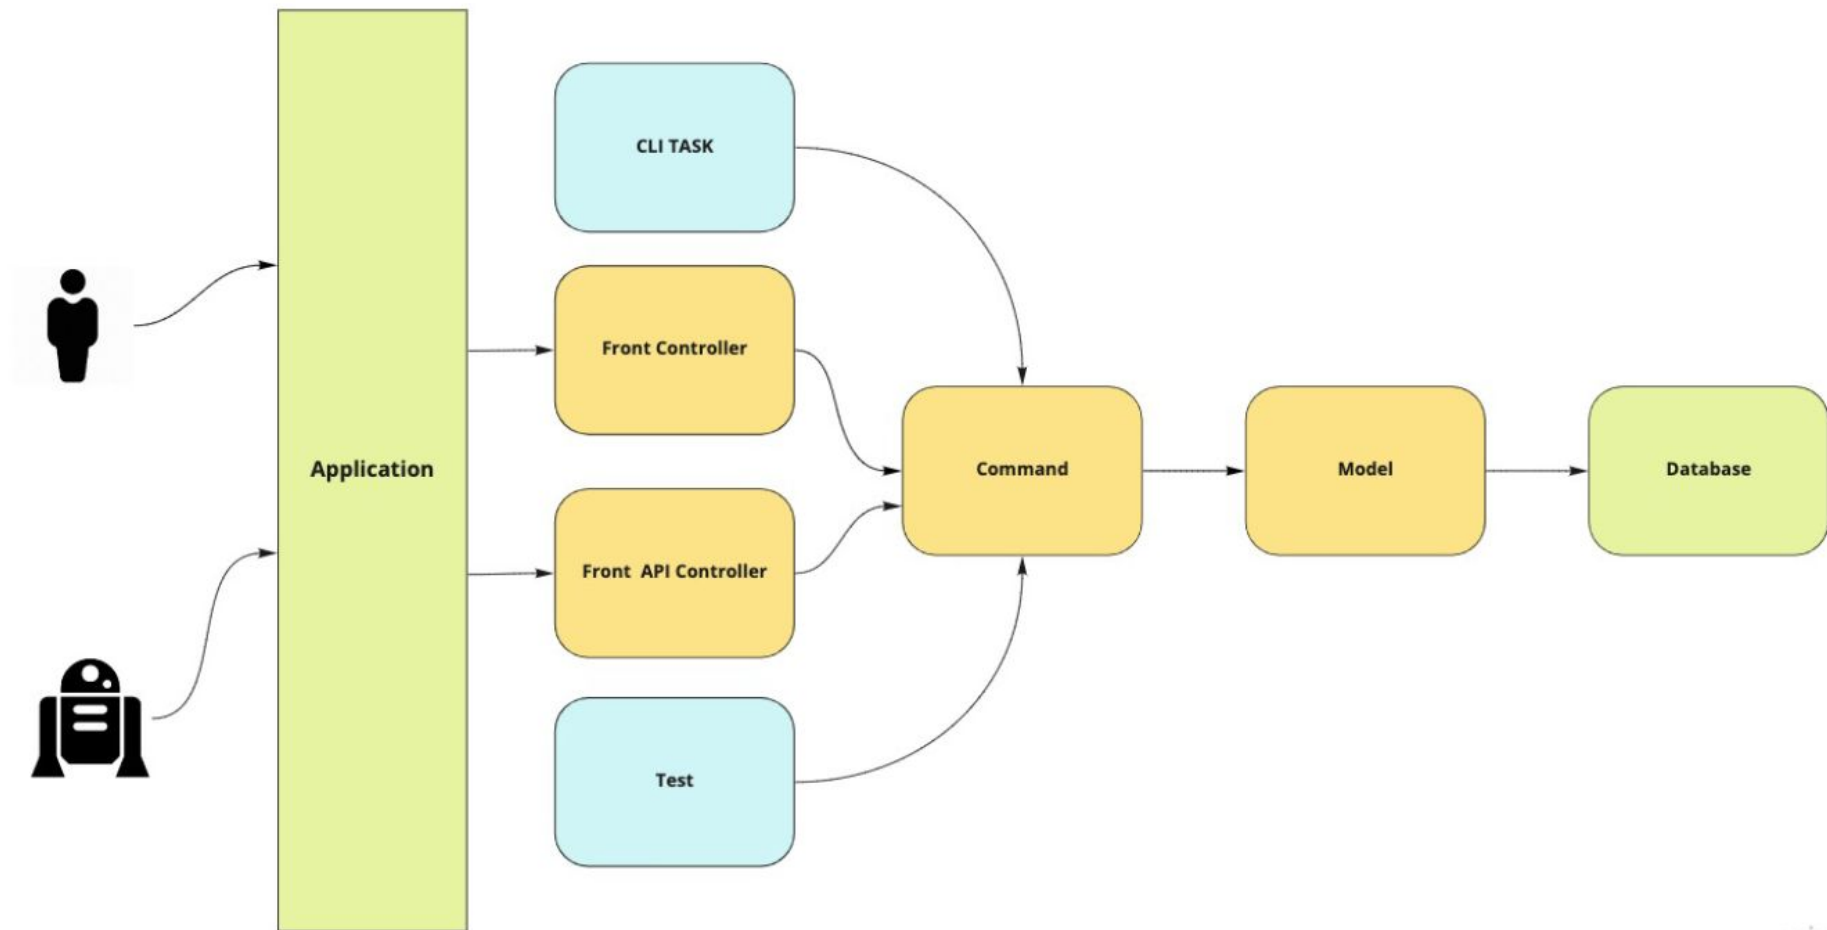 CLI TASK
Front Controller
Application
Command
Model
Database
Front  API Controller
Test